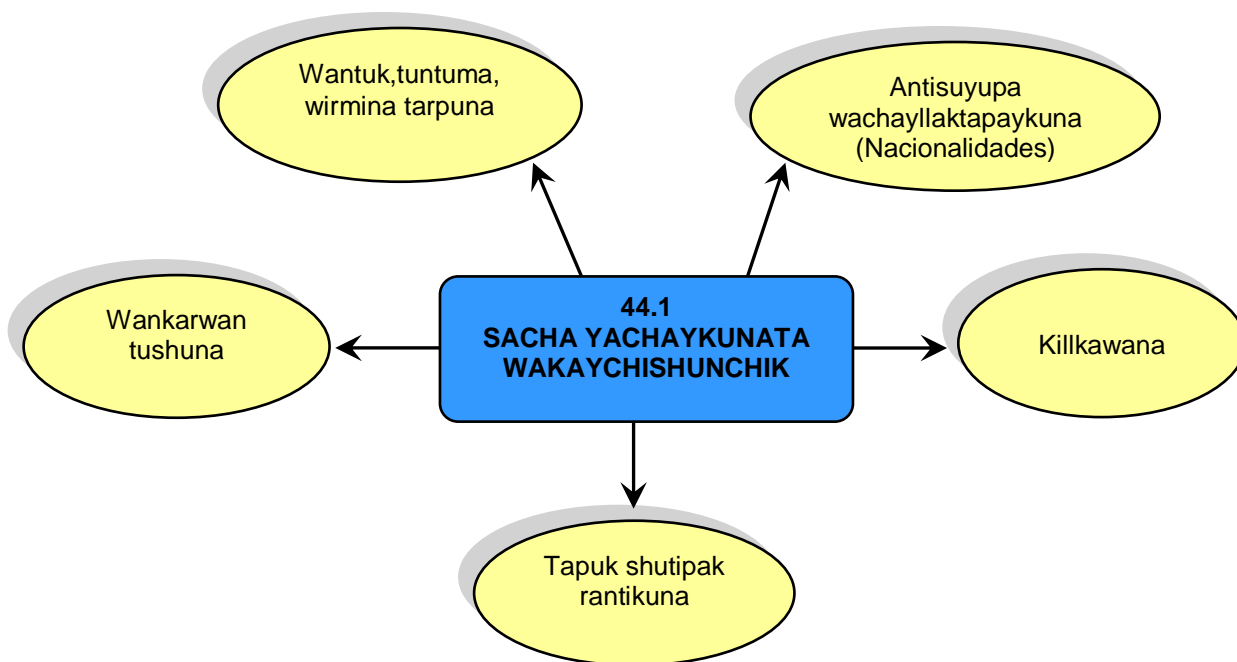 Wantuk,tuntuma,
wirmina tarpuna
Antisuyupa
wachayllaktapaykuna
(Nacionalidades)
44.1
SACHA YACHAYKUNATA
WAKAYCHISHUNCHIK
Wankarwan
tushuna
Killkawana
Tapuk shutipak
rantikuna